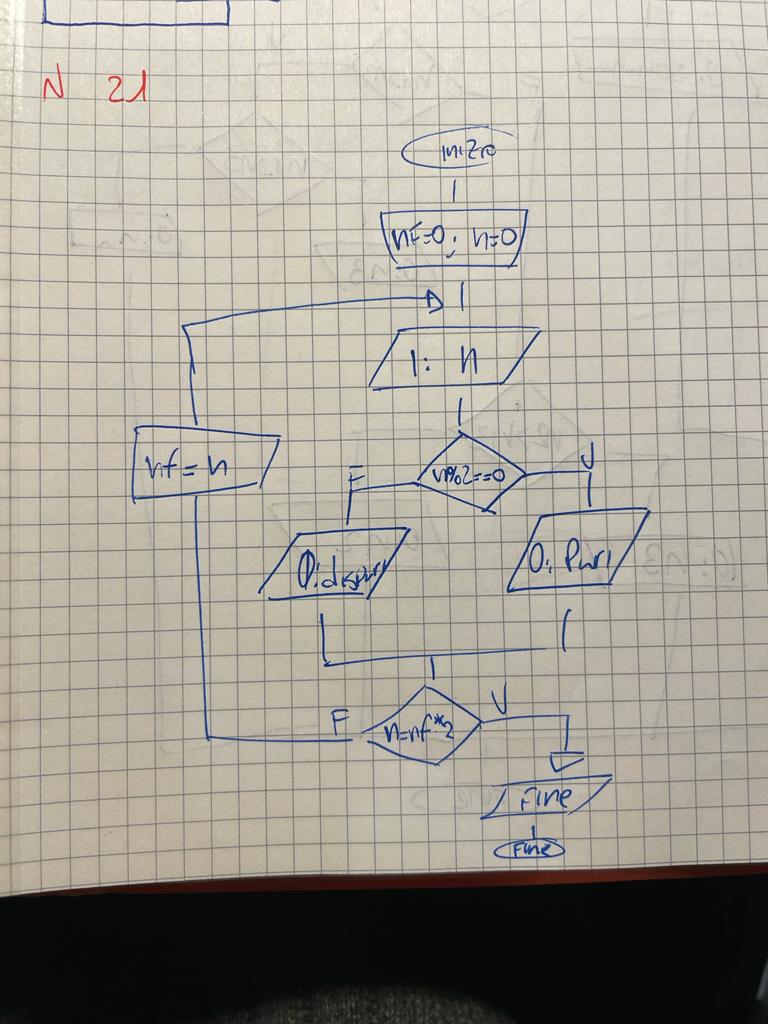 N 21
inizio
nf=0; n=0
I: n
n%2==0
F
V
nf=n
O: dispari
O: Pari
n=nf*2
F
V
Fine
Fine